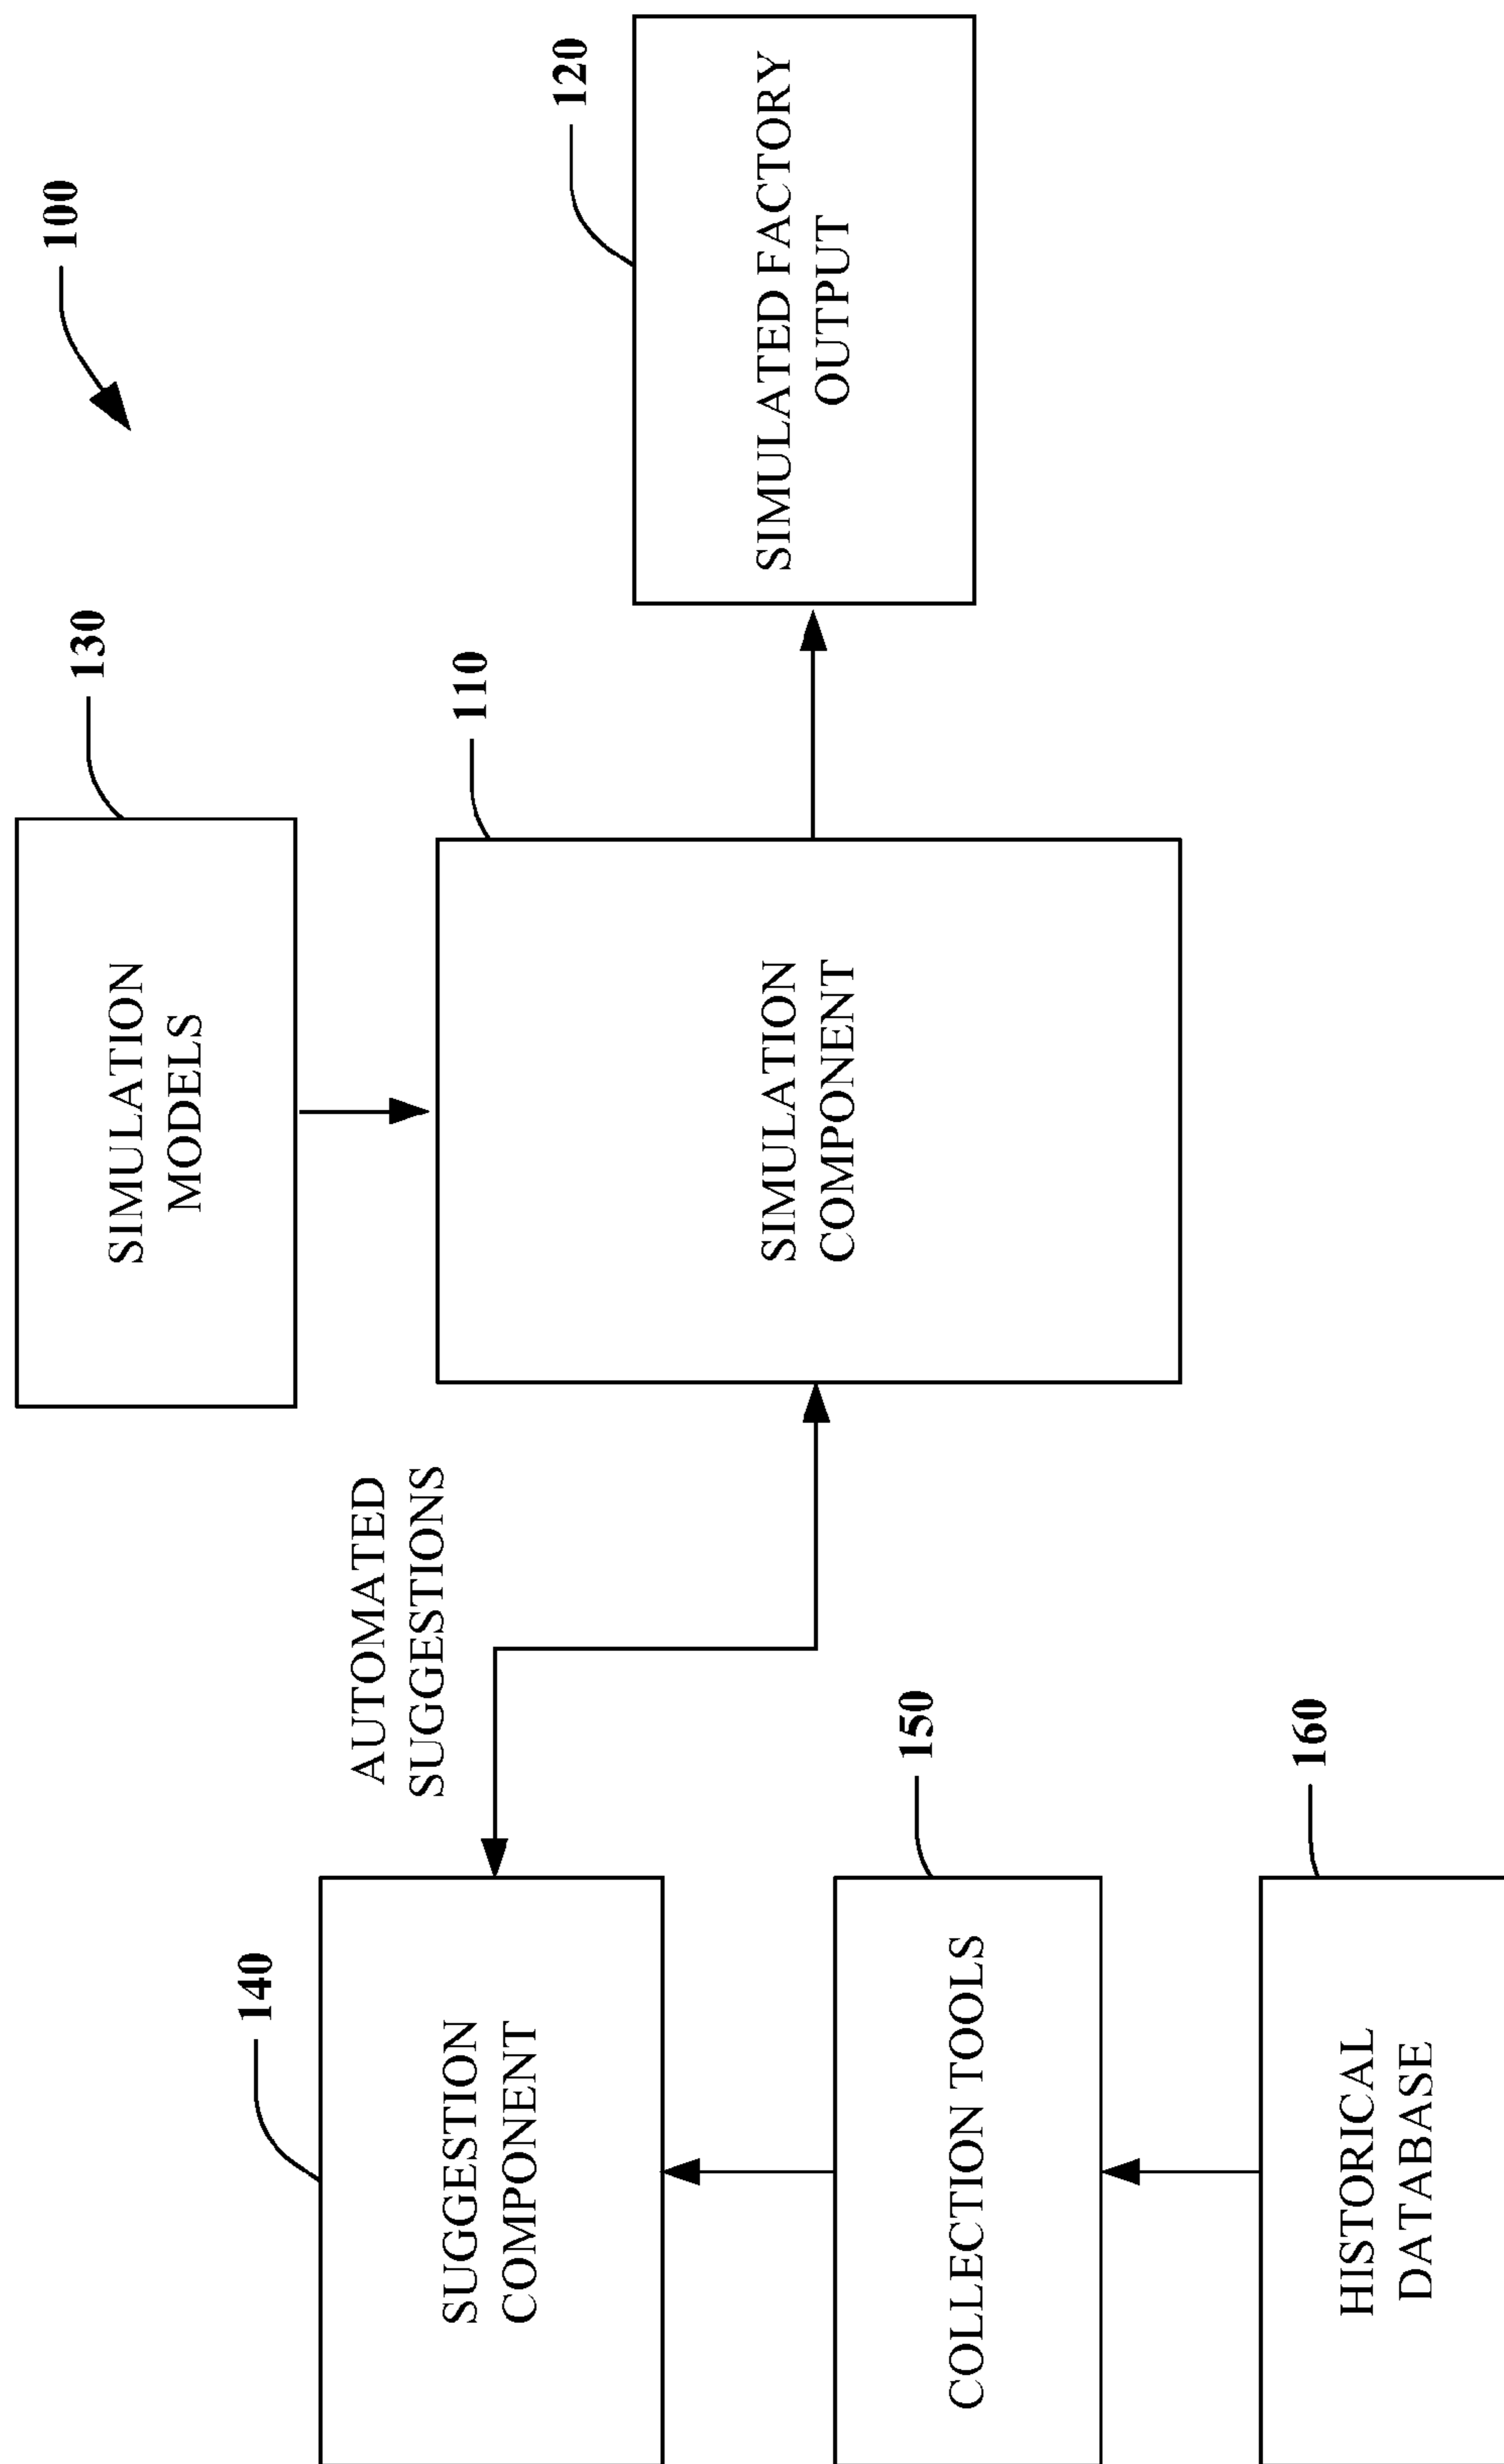 100
130
SIMULATION
MODELS
140
AUTOMATED
SUGGESTIONS
SUGGESTION
COMPONENT
110
120
SIMULATION
COMPONENT
SIMULATED FACTORY
OUTPUT
150
COLLECTION TOOLS
160
HISTORICAL
DATABASE